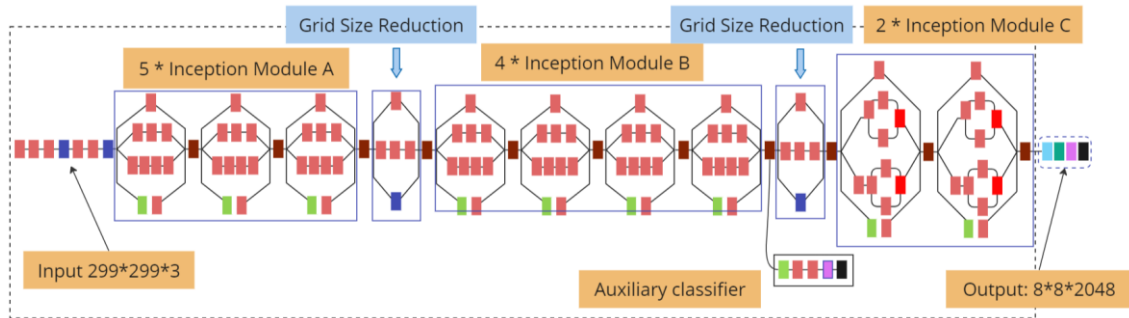 Grid Size Reduction
Grid Size Reduction
2 * Inception Module C
5 * Inception Module A
4 * Inception Module B
Input 299*299*3
Auxiliary classifier
Output: 8*8*2048